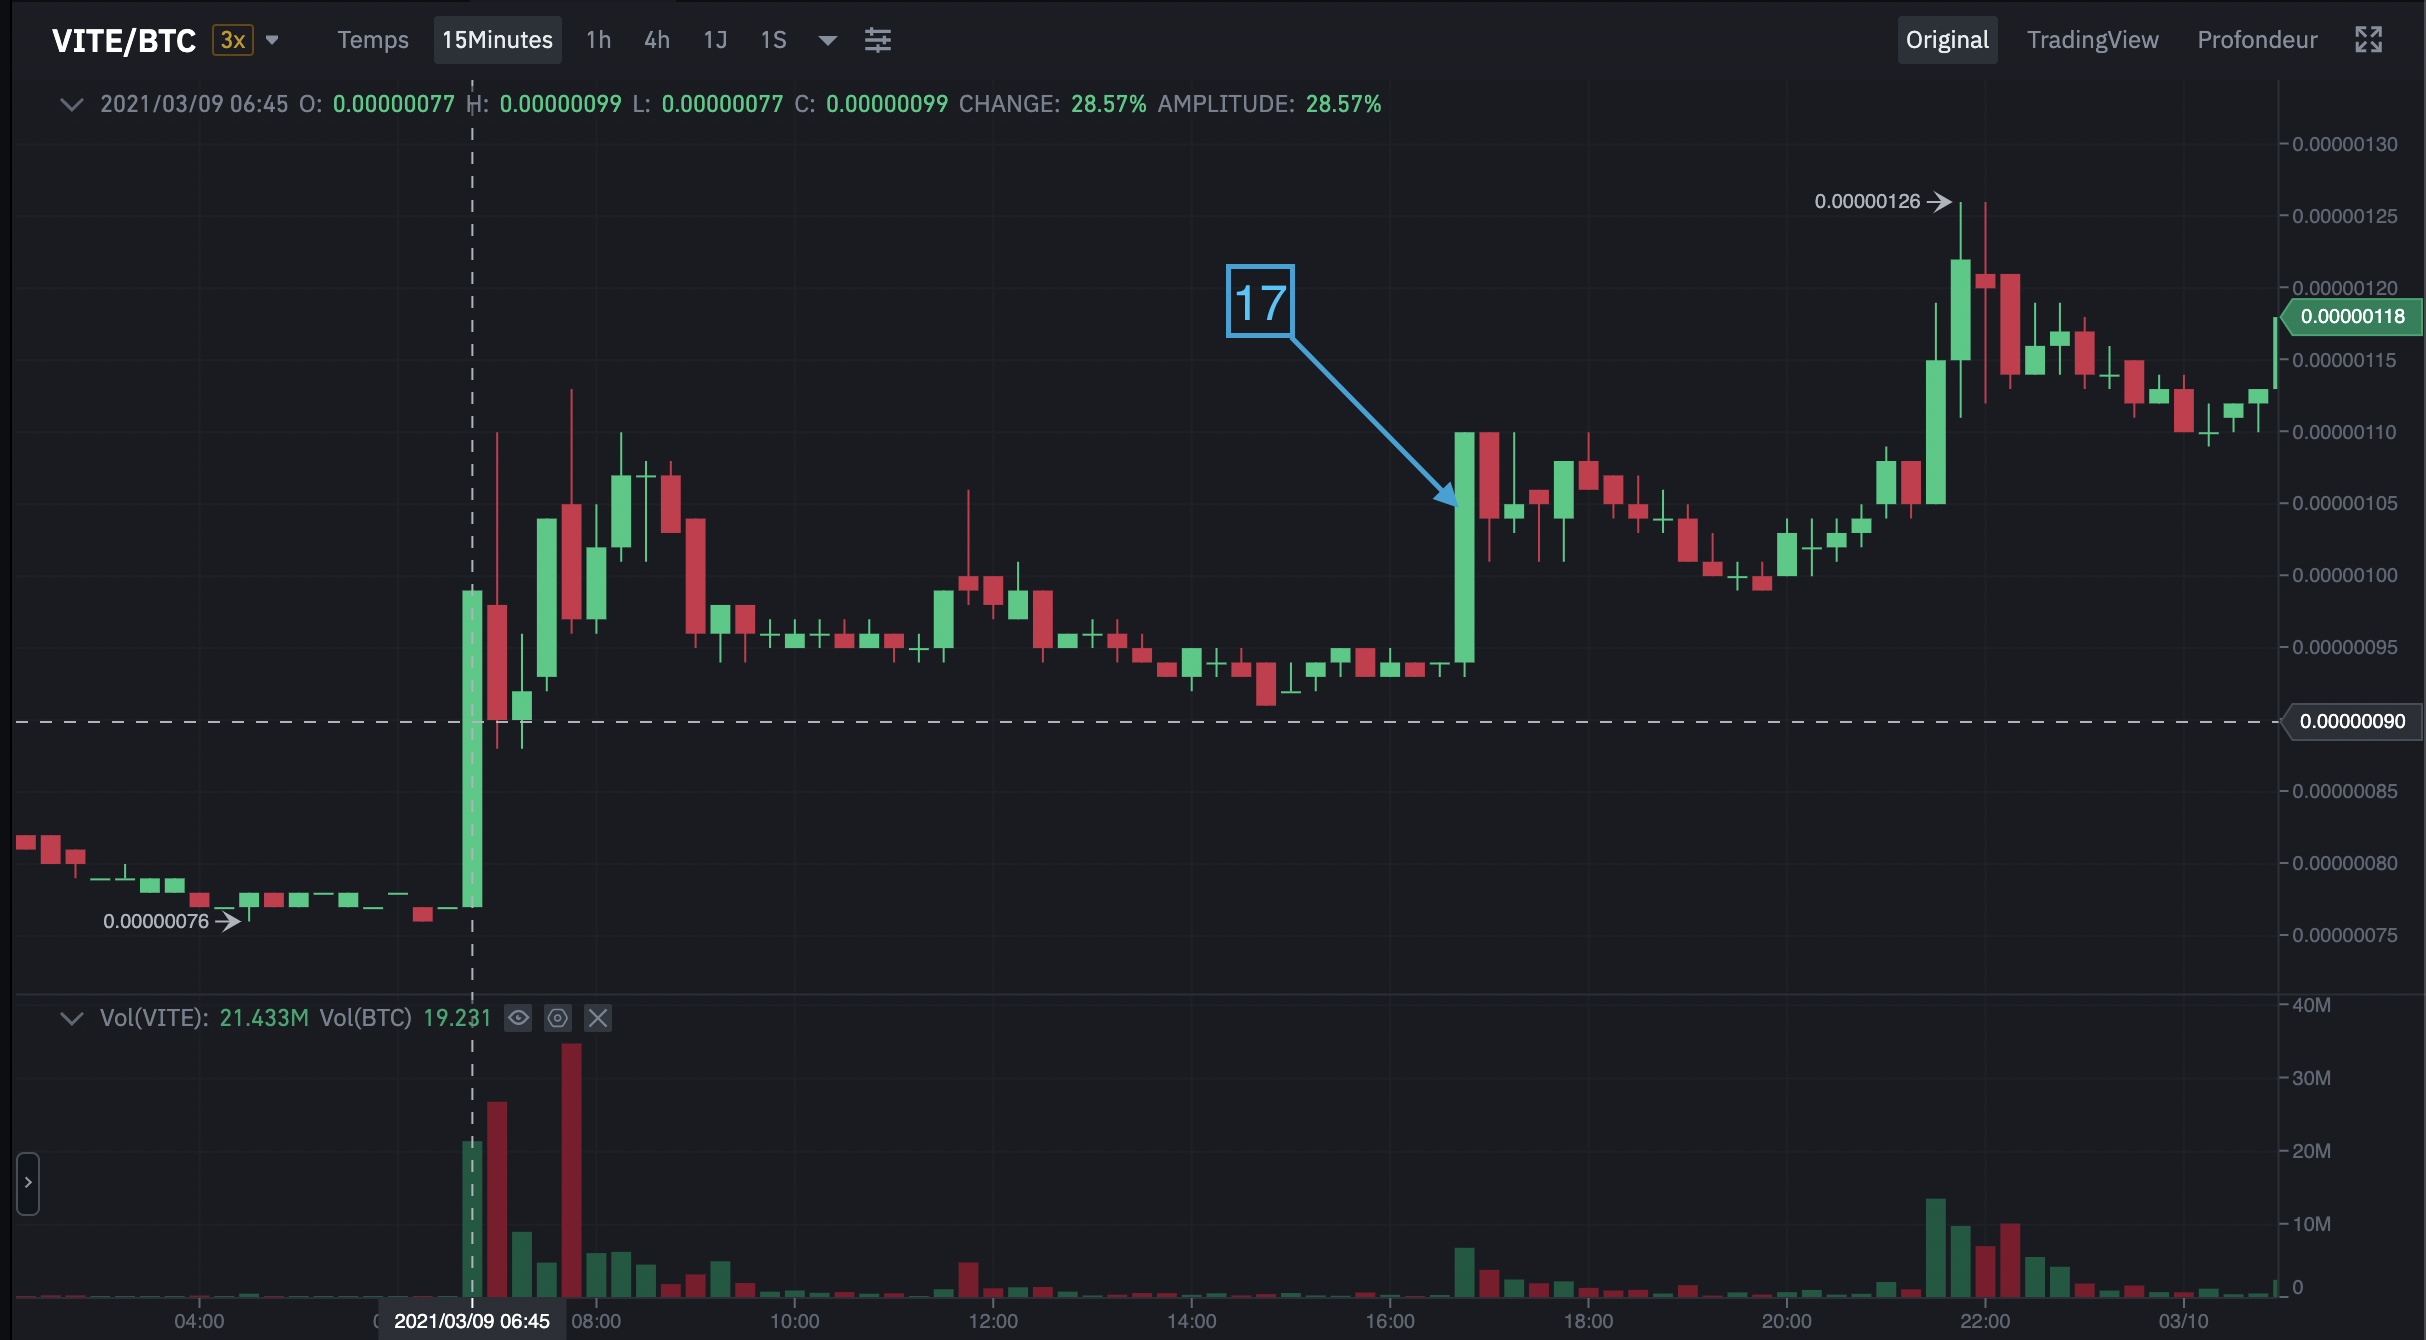 VITE/BTC 3x Temps 15Minutes 1h 4h 1J 1S Original TradingView Profondeur
2021/03/09 06:45 O: 0.00000077 H: 0.00000099 L: 0.00000077 C: 0.00000099 CHANGE: 28.57% AMPLITUDE: 28.57%
0.00000130
0.00000126
0.00000125
17
0.00000120
0.00000118
0.00000115
0.00000110
0.00000105
0.00000100
0.00000095
0.00000090
0.00000085
0.00000080
0.00000076
0.00000075
Vol(VITE): 21.433M Vol(BTC) 19.231
40M
30M
20M
10M
0
04:00 2021/03/09 06:45 08:00 10:00 12:00 14:00 16:00 18:00 20:00 22:00 03/10